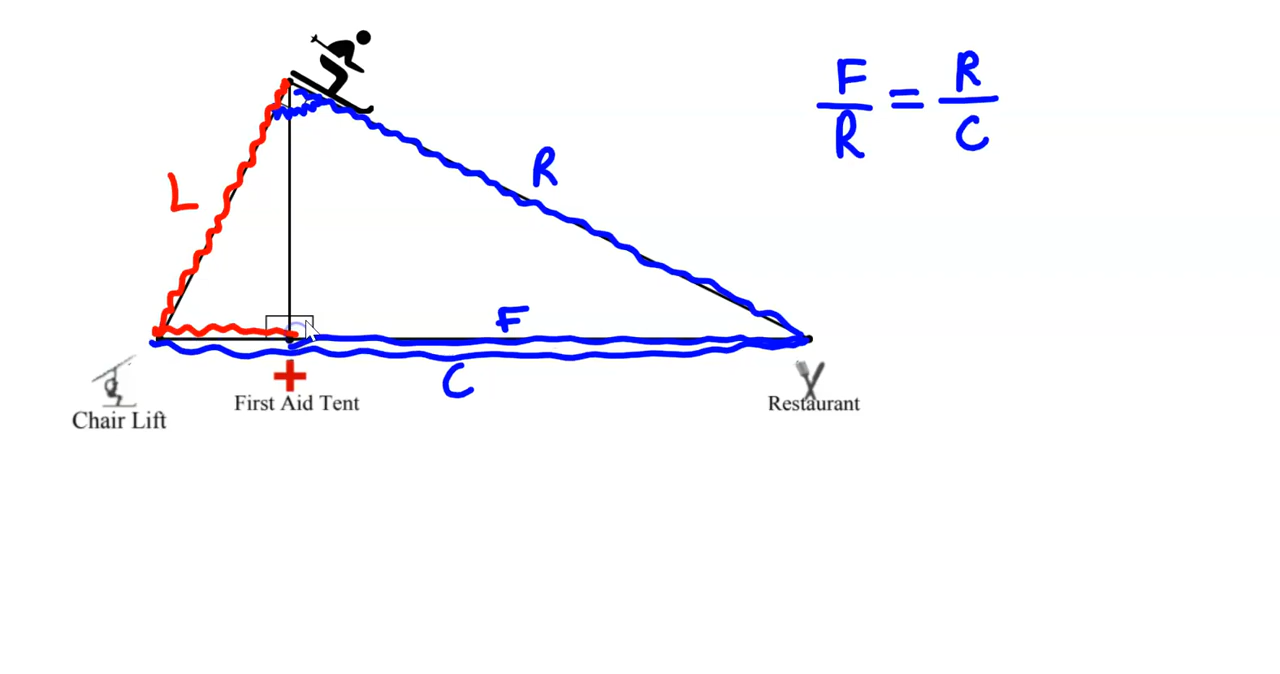 F/R = R/C
L
R
F
C
Chair Lift
First Aid Tent
Restaurant